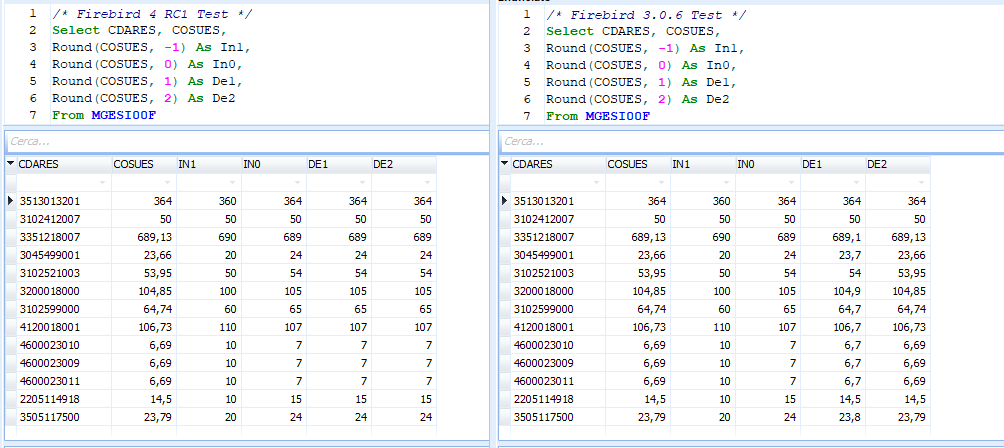 1 /* Firebird 4 RC1 Test */
2 Select CDARES, COSUES,
3 Round(COSUES, -1) As In1,
4 Round(COSUES, 0) As In0,
5 Round(COSUES, 1) As De1,
6 Round(COSUES, 2) As De2
7 From MGESI00F
Cerca...
CDARES COSUES IN1 IN0 DE1 DE2
3513013201 364 360 364 364 364
3102412007 50 50 50 50 50
3351218007 689,13 690 689 689 689
3045499001 23,66 20 24 24 24
3102521003 53,95 50 54 54 54
3200018000 104,85 100 105 105 105
3102599000 64,74 60 65 65 65
4120018001 106,73 110 107 107 107
4600023010 6,69 10 7 7 7
4600023009 6,69 10 7 7 7
4600023011 6,69 10 7 7 7
2205114918 14,5 10 15 15 15
3505117500 23,79 20 24 24 24
1 /* Firebird 3.0.6 Test */
2 Select CDARES, COSUES,
3 Round(COSUES, -1) As In1,
4 Round(COSUES, 0) As In0,
5 Round(COSUES, 1) As De1,
6 Round(COSUES, 2) As De2
7 From MGESI00F
Cerca...
CDARES COSUES IN1 IN0 DE1 DE2
3513013201 364 360 364 364 364
3102412007 50 50 50 50 50
3351218007 689,13 690 689 689,1 689,13
3045499001 23,66 20 24 23,7 23,66
3102521003 53,95 50 54 54 53,95
3200018000 104,85 100 105 104,9 104,85
3102599000 64,74 60 65 64,7 64,74
4120018001 106,73 110 107 106,7 106,73
4600023010 6,69 10 7 6,7 6,69
4600023009 6,69 10 7 6,7 6,69
4600023011 6,69 10 7 6,7 6,69
2205114918 14,5 10 15 14,5 14,5
3505117500 23,79 20 24 23,8 23,79